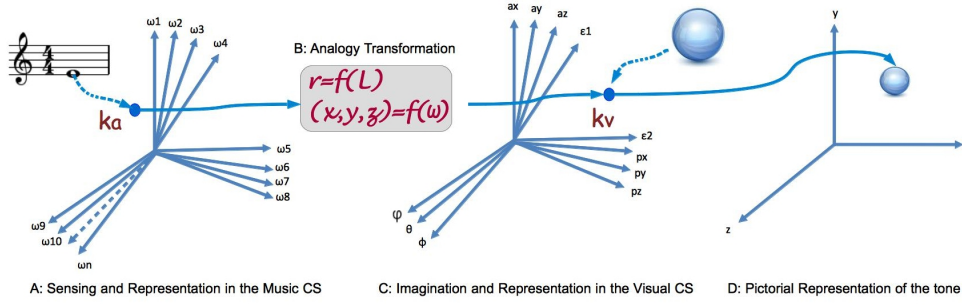 4
4
ka
ω1
ω2
ω3
ω4
ω5
ω6
ω7
ω8
ω9
ω10
ωn
B: Analogy Transformation
r=f(L)
(x,y,z)=f(ω)
ax
ay
az
ε1
kv
ε2
px
py
pz
φ
θ
ϕ
y
z
A: Sensing and Representation in the Music CS
C: Imagination and Representation in the Visual CS
D: Pictorial Representation of the tone